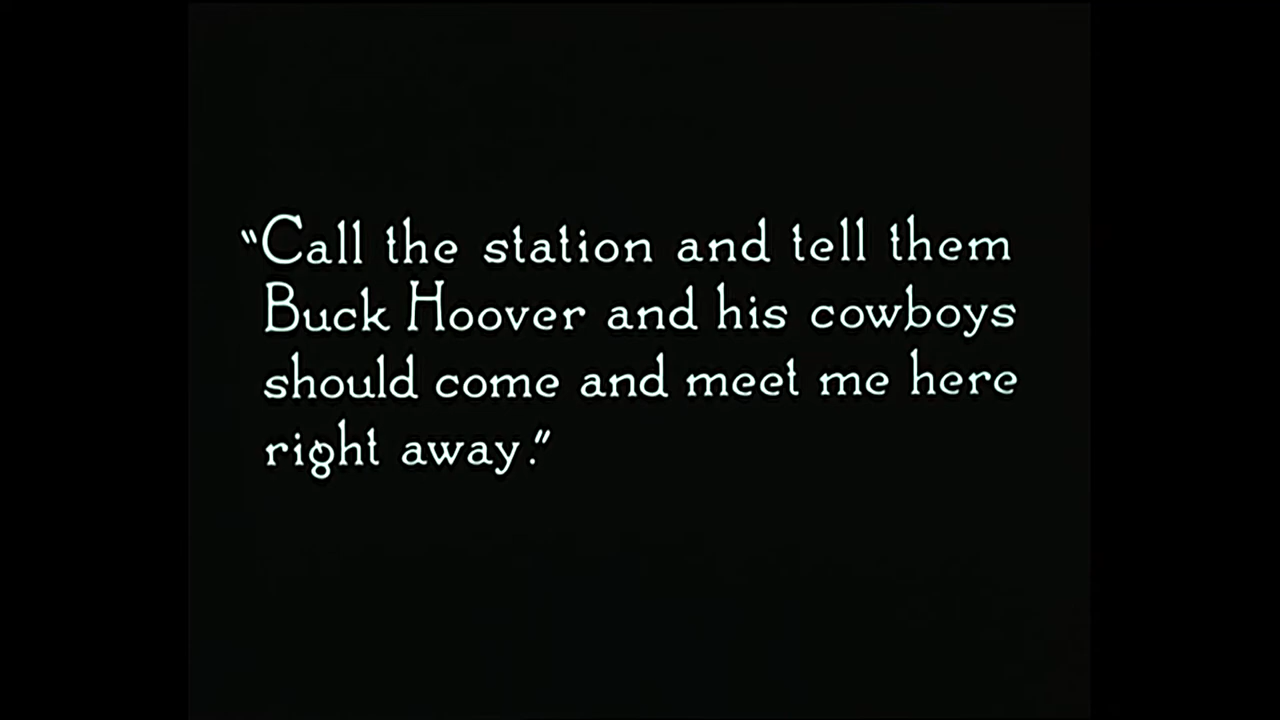 “Call the station and tell them
Buck Hoover and his cowboys
should come and meet me here
right away.”